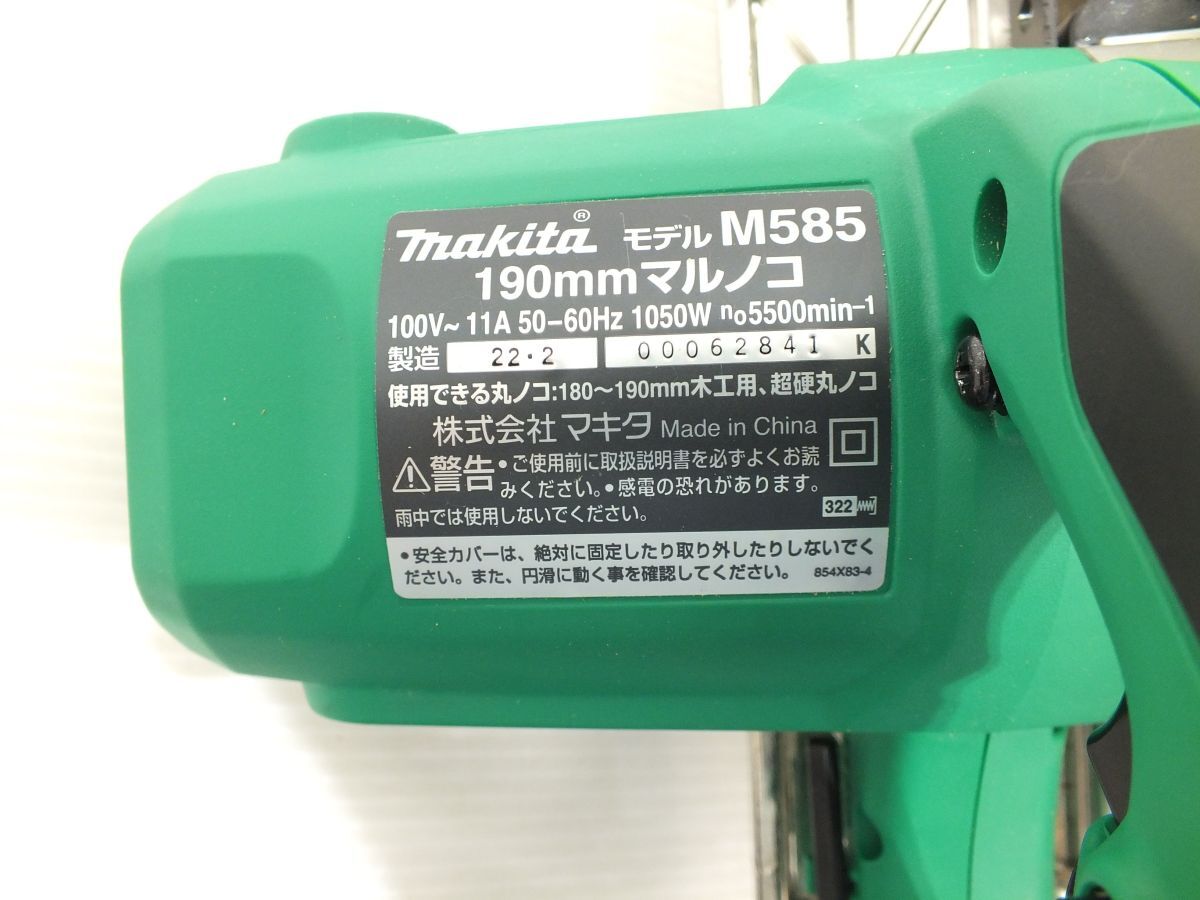 makita® モデル M585
190mmマルノコ
100V~ 11A 50-60Hz 1050W n₀5500min⁻¹
製造 22・2 00062841 K
使用できる丸ノコ:180~190mm木工用、超硬丸ノコ
株式会社 マキタ Made in China
⚠警告 •ご使用前に取扱説明書を必ずよくお読
みください。•感電の恐れがあります。
雨中では使用しないでください。
322
•安全カバーは、絶対に固定したり取り外したりしないでく
ださい。また、円滑に動く事を確認してください。 854X83-4